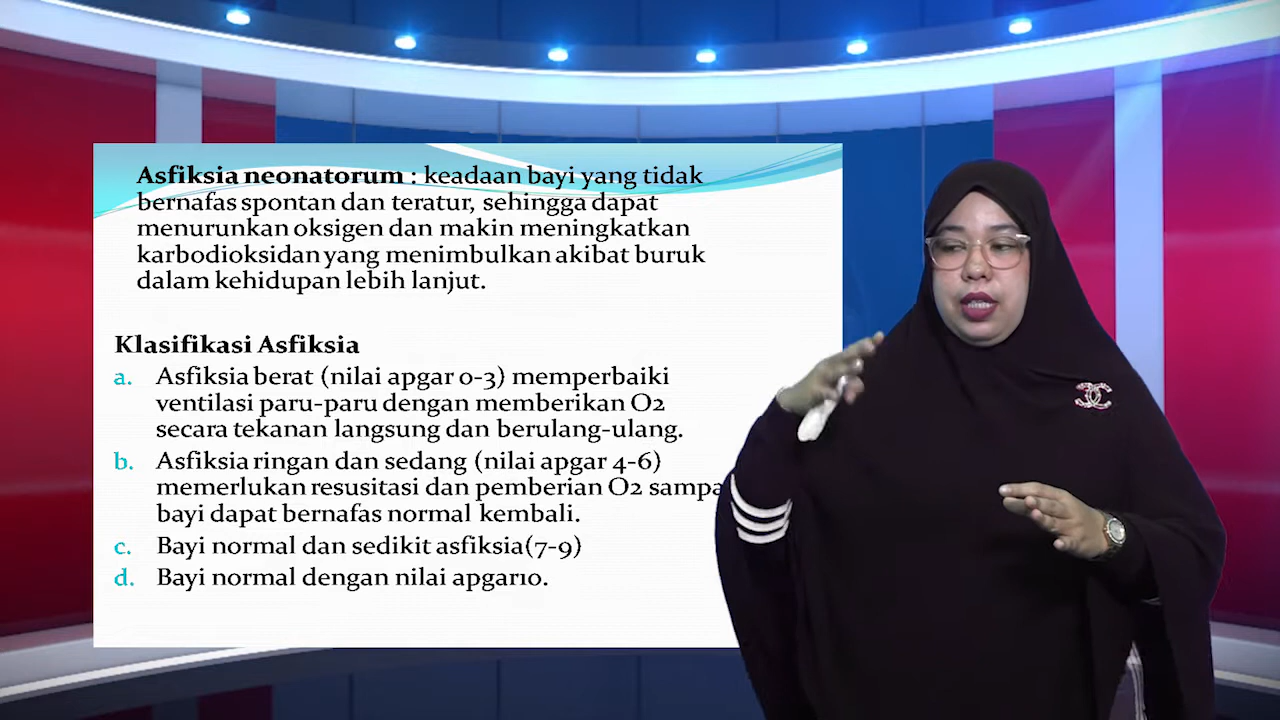 Asfiksia neonatorum : keadaan bayi yang tidak
bernafas spontan dan teratur, sehingga dapat
menurunkan oksigen dan makin meningkatkan
karbodioksidan yang menimbulkan akibat buruk
dalam kehidupan lebih lanjut.
Klasifikasi Asfiksia
a. Asfiksia berat (nilai apgar 0-3) memperbaiki
ventilasi paru-paru dengan memberikan O2
secara tekanan langsung dan berulang-ulang.
b. Asfiksia ringan dan sedang (nilai apgar 4-6)
memerlukan resusitasi dan pemberian O2 sampa
bayi dapat bernafas normal kembali.
c. Bayi normal dan sedikit asfiksia(7-9)
d. Bayi normal dengan nilai apgar10.